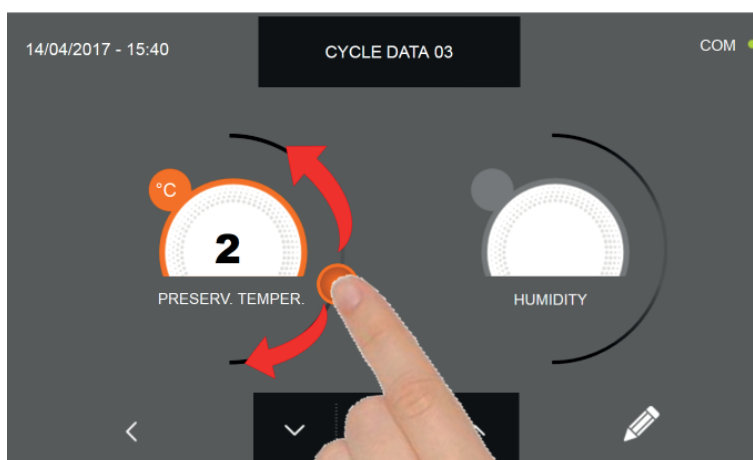 14/04/2017 - 15:40
CYCLE DATA 03
COM
°C
2
PRESERV. TEMPER.
HUMIDITY